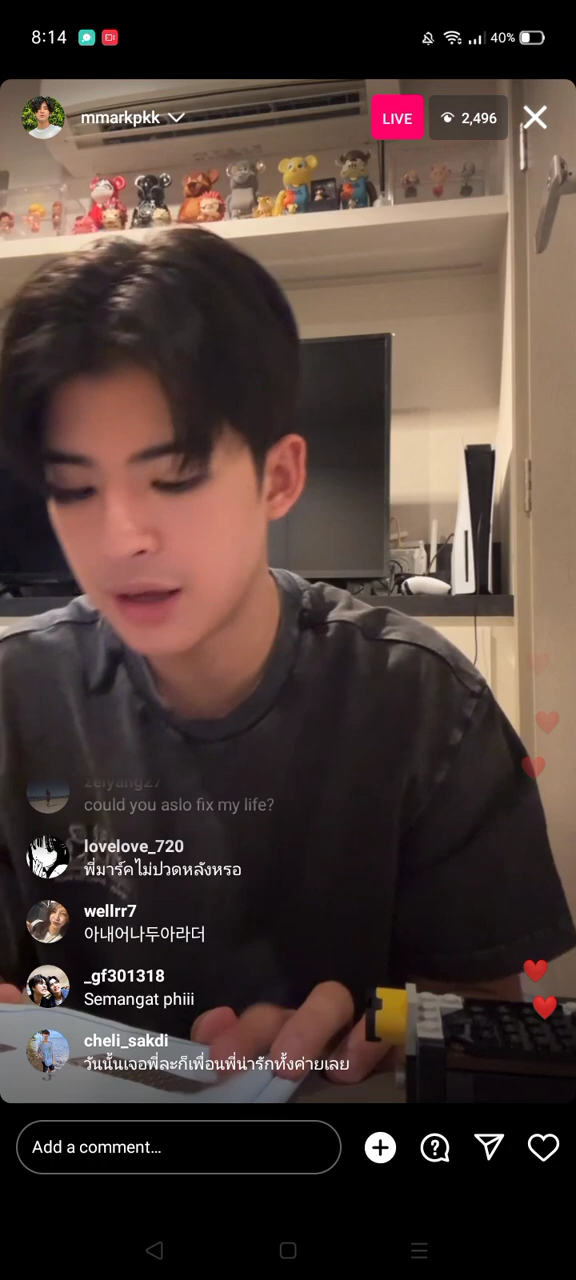 8:14
40%
mmarkpkk
LIVE
2,496
zeiyang27
could you aslo fix my life?
lovelove_720
พี่มาร์คไม่ปวดหลังหรอ
wellrr7
아내어나두아라더
_gf301318
Semangat phiii
cheli_sakdi
วันนั้นเจอพี่ละก็เพื่อนพี่น่ารักทั้งค่ายเลย
Add a comment…